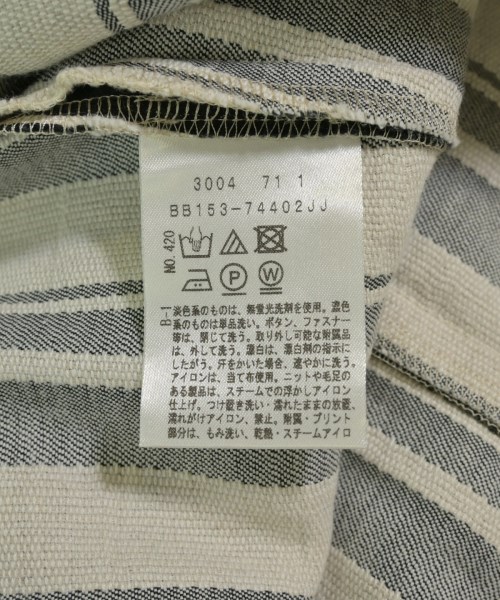 3004 71 1
BB153-74402JJ
NO.420
P W
B-1
淡色系のものは、無蛍光洗剤を使用。濃色
系のものは単品洗い。ボタン、ファスナー
等は、閉じて洗う。取り外し可能な附属品
は、外して洗う。漂白は、漂白剤の指示に
したがう。汗をかいた場合、速やかに洗う。
アイロンは、当て布使用。ニットや毛足の
ある製品は、スチームでの浮かしアイロン
仕上げ。つけ置き洗い・濡れたままの放置、
濡れがけアイロン、禁止。附属・プリント
部分は、もみ洗い、乾熱・スチームアイロ